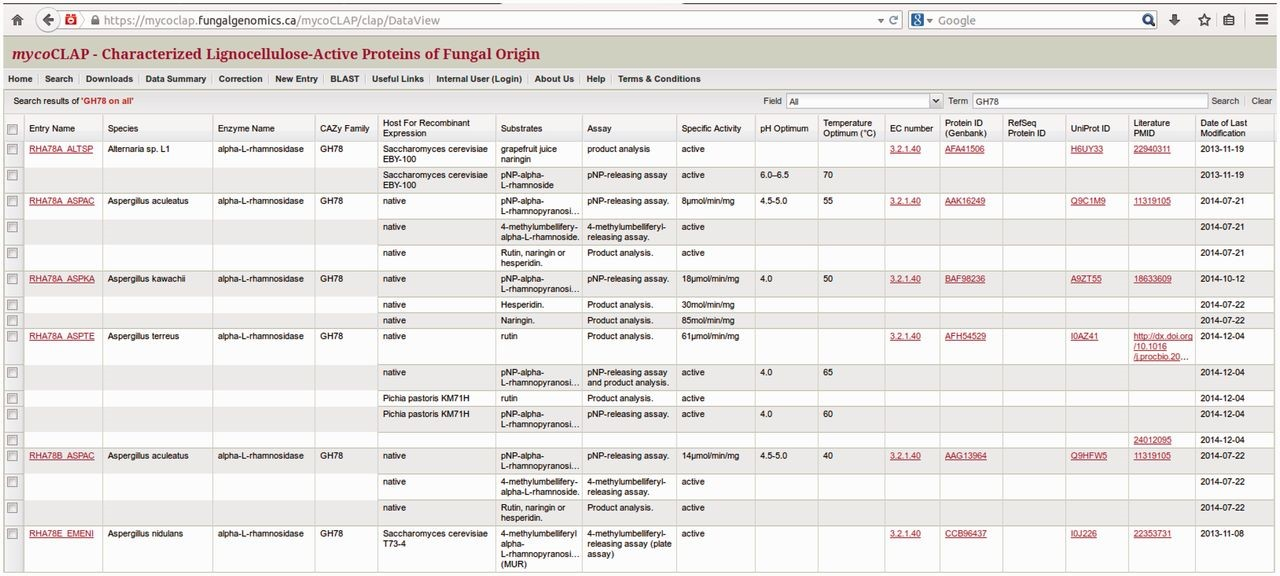 https://mycoclap.fungalgenomics.ca/mycoCLAP/clap/DataView Google
mycoCLAP - Characterized Lignocellulose-Active Proteins of Fungal Origin
Home Search Downloads Data Summary Correction New Entry BLAST Useful Links Internal User (Login) About Us Help Terms & Conditions
Search results of 'GH78 on all' Field All Term GH78 Search Clear
Entry Name Species Enzyme Name CAZy Family Host For Recombinant Expression Substrates Assay Specific Activity pH Optimum Temperature Optimum (°C) EC number Protein ID (Genbank) RefSeq Protein ID UniProt ID Literature PMID Date of Last Modification
RHA78A_ALTSP Alternaria sp. L1 alpha-L-rhamnosidase GH78 Saccharomyces cerevisiae EBY-100 grapefruit juice naringin product analysis active 3.2.1.40 AFA41506 H6UY33 22940311 2013-11-19
Saccharomyces cerevisiae EBY-100 pNP-alpha-L-rhamnoside pNP-releasing assay active 6.0–6.5 70 2013-11-19
RHA78A_ASPAC Aspergillus aculeatus alpha-L-rhamnosidase GH78 native pNP-alpha-L-rhamnopyranosi... pNP-releasing assay. 8µmol/min/mg 4.5-5.0 55 3.2.1.40 AAK16249 Q9C1M9 11319105 2014-07-21
native 4-methylumbellifery-alpha-L-rhamnoside. 4-methylumbelliferyl-releasing assay. active 2014-07-21
native Rutin, naringin or hesperidin. Product analysis. active 2014-07-21
RHA78A_ASPKA Aspergillus kawachii alpha-L-rhamnosidase GH78 native pNP-alpha-L-rhamnopyranosi... pNP-releasing assay. 18µmol/min/mg 4.0 50 3.2.1.40 BAF98236 A9ZT55 18633609 2014-10-12
native Hesperidin. Product analysis. 30mol/min/mg 2014-07-22
native Naringin. Product analysis. 85mol/min/mg 2014-07-22
RHA78A_ASPTE Aspergillus terreus alpha-L-rhamnosidase GH78 native rutin Product analysis. 61µmol/min/mg 3.2.1.40 AFH54529 I0AZ41 http://dx.doi.org/10.1016/j.procbio.20... 2014-12-04
native pNP-alpha-L-rhamnopyranosi... pNP-releasing assay and product analysis. active 4.0 65 2014-12-04
Pichia pastoris KM71H rutin Product analysis. active 2014-12-04
Pichia pastoris KM71H pNP-alpha-L-rhamnopyranosi... pNP-releasing assay. active 4.0 60 2014-12-04
24012095 2014-12-04
RHA78B_ASPAC Aspergillus aculeatus alpha-L-rhamnosidase GH78 native pNP-alpha-L-rhamnopyranosi... pNP-releasing assay. 14µmol/min/mg 4.5-5.0 40 3.2.1.40 AAG13964 Q9HFW5 11319105 2014-07-22
native 4-methylumbellifery-alpha-L-rhamnoside. 4-methylumbelliferyl-releasing assay. active 2014-07-22
native Rutin, naringin or hesperidin. Product analysis. active 2014-07-22
RHA78E_EMENI Aspergillus nidulans alpha-L-rhamnosidase GH78 Saccharomyces cerevisiae T73-4 4-methylumbelliferyl alpha-L-rhamnopyranosi... (MUR) 4-methylumbelliferyl-releasing assay (plate assay) active 3.2.1.40 CCB96437 I0J226 22353731 2013-11-08